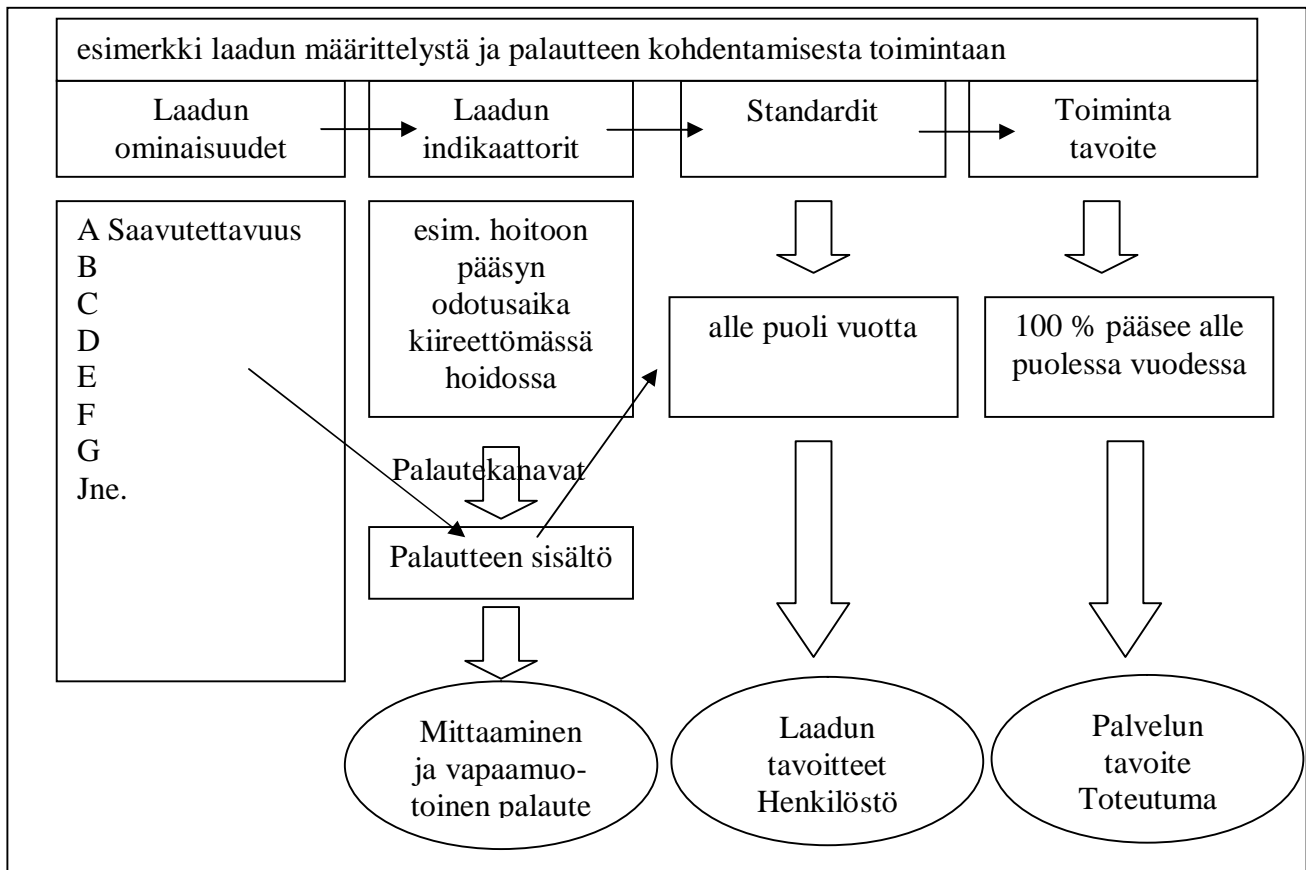 esimerkki laadun määrittelystä ja palautteen kohdentamisesta toimintaan
Laadun
ominaisuudet
Laadun
indikaattorit
Standardit
Toiminta
tavoite
A Saavutettavuus
B
C
D
E
F
G
Jne.
esim. hoitoon
pääsyn
odotusaika
kiireettömässä
hoidossa
alle puoli vuotta
100 % pääsee alle
puolessa vuodessa
Palautekanavat
Palautteen sisältö
Mittaaminen
ja vapaamuo-
toinen palaute
Laadun
tavoitteet
Henkilöstö
Palvelun
tavoite
Toteutuma